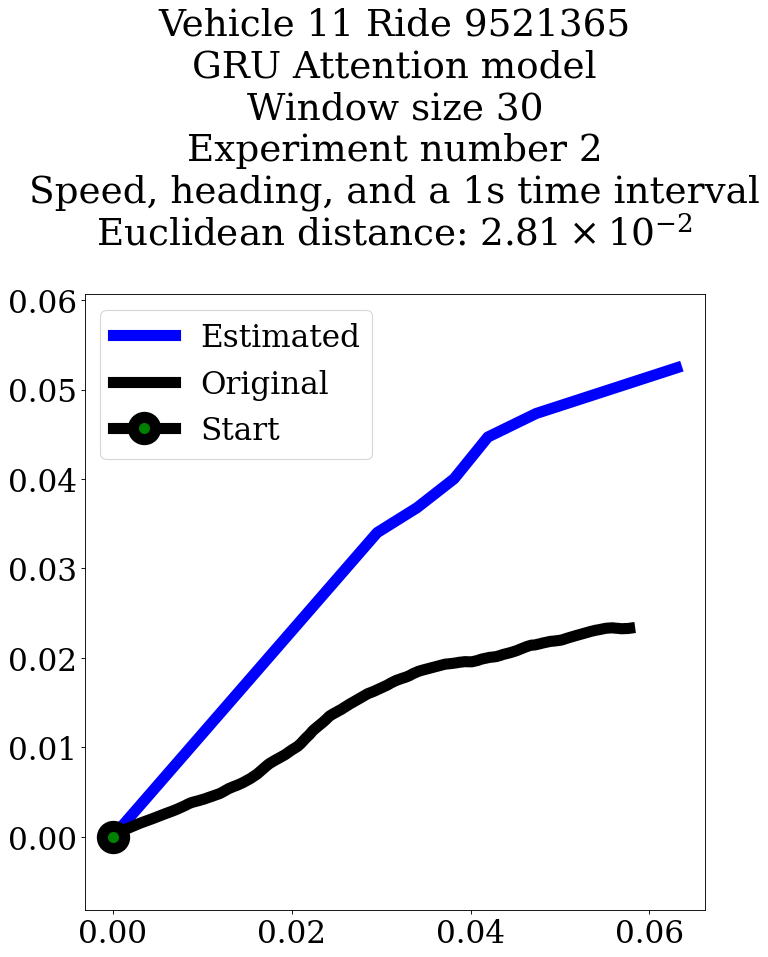 Vehicle 11 Ride 9521365
GRU Attention model
Window size 30
Experiment number 2
Speed, heading, and a 1s time interval
Euclidean distance: 2.81 × 10⁻²
0.06
0.05
0.04
0.03
0.02
0.01
0.00
Estimated
Original
Start
0.00 0.02 0.04 0.06